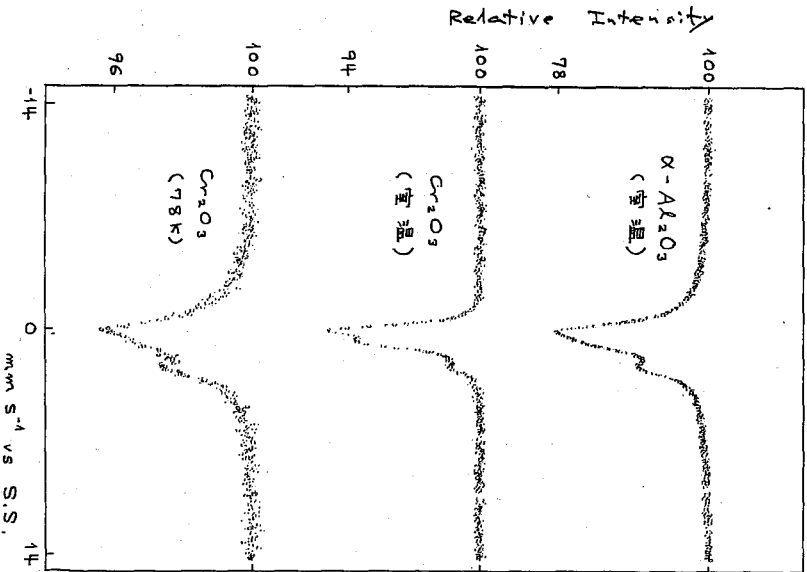 Relative Intensity
96
100
94
100
78
100
α-Al₂O₃
(室温)
Cr₂O₃
(室温)
Cr₂O₃
(78K)
-14
0
14
mm s⁻¹ vs S.S.